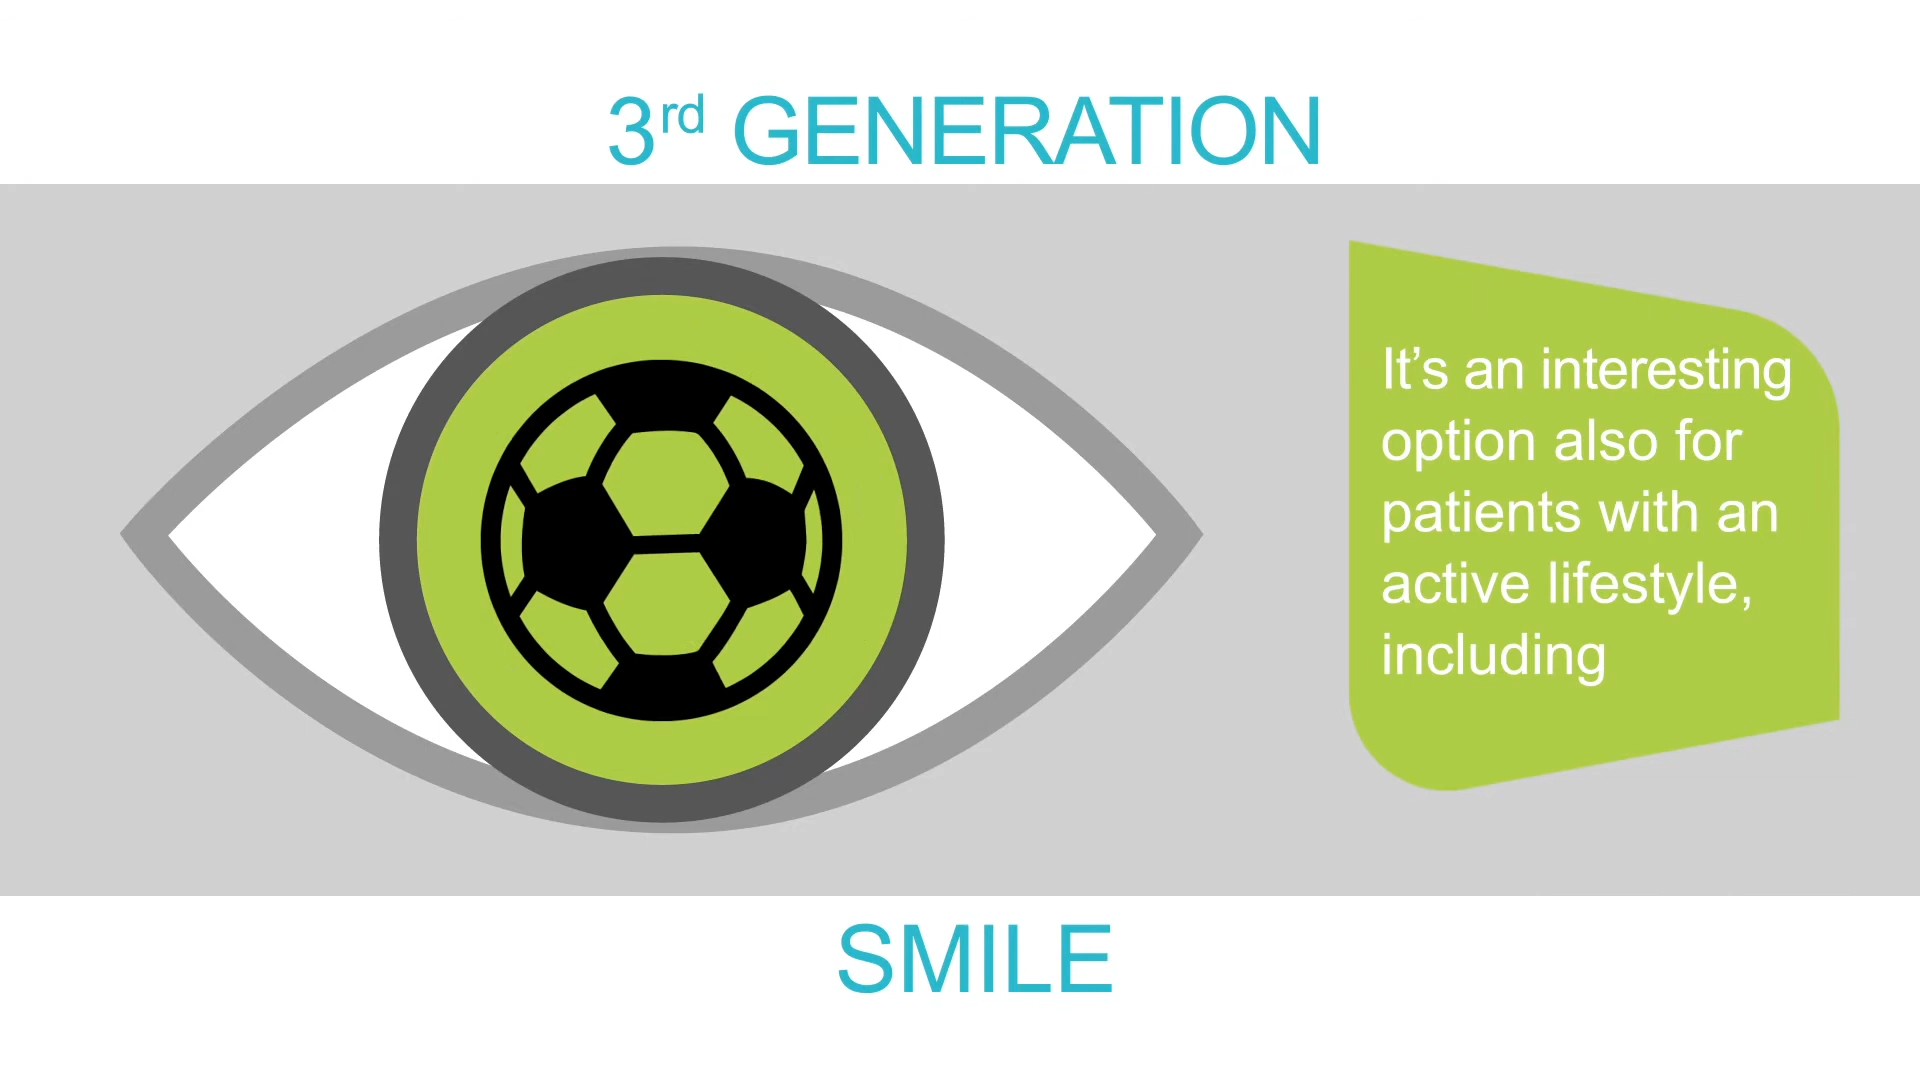 3rd GENERATION
It’s an interesting
option also for
patients with an
active lifestyle,
including
SMILE